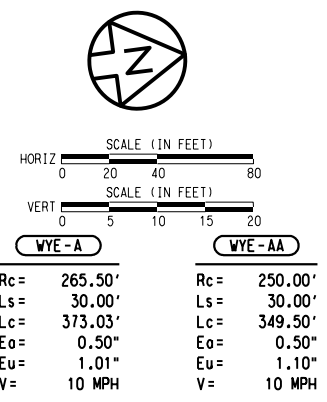 N
SCALE (IN FEET)
HORIZ
0 20 40 80
SCALE (IN FEET)
VERT
0 5 10 15 20
WYE-A WYE-AA
Rc= 265.50' Rc= 250.00'
Ls= 30.00' Ls= 30.00'
Lc= 373.03' Lc= 349.50'
Ea= 0.50" Ea= 0.50"
Eu= 1.01" Eu= 1.10"
V= 10 MPH V= 10 MPH